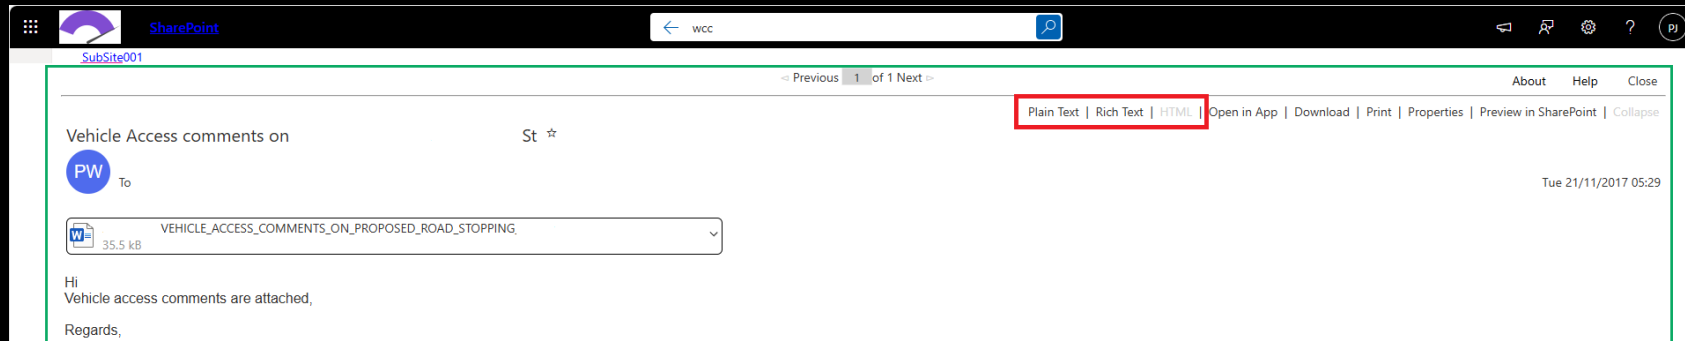 SharePoint
wcc
PJ
SubSite001
Previous 1 of 1 Next
About Help Close
Plain Text | Rich Text | HTML | Open in App | Download | Print | Properties | Preview in SharePoint | Collapse
Vehicle Access comments on St ☆
PW
To
Tue 21/11/2017 05:29
VEHICLE_ACCESS_COMMENTS_ON_PROPOSED_ROAD_STOPPING
35.5 kB
Hi
Vehicle access comments are attached,
Regards,